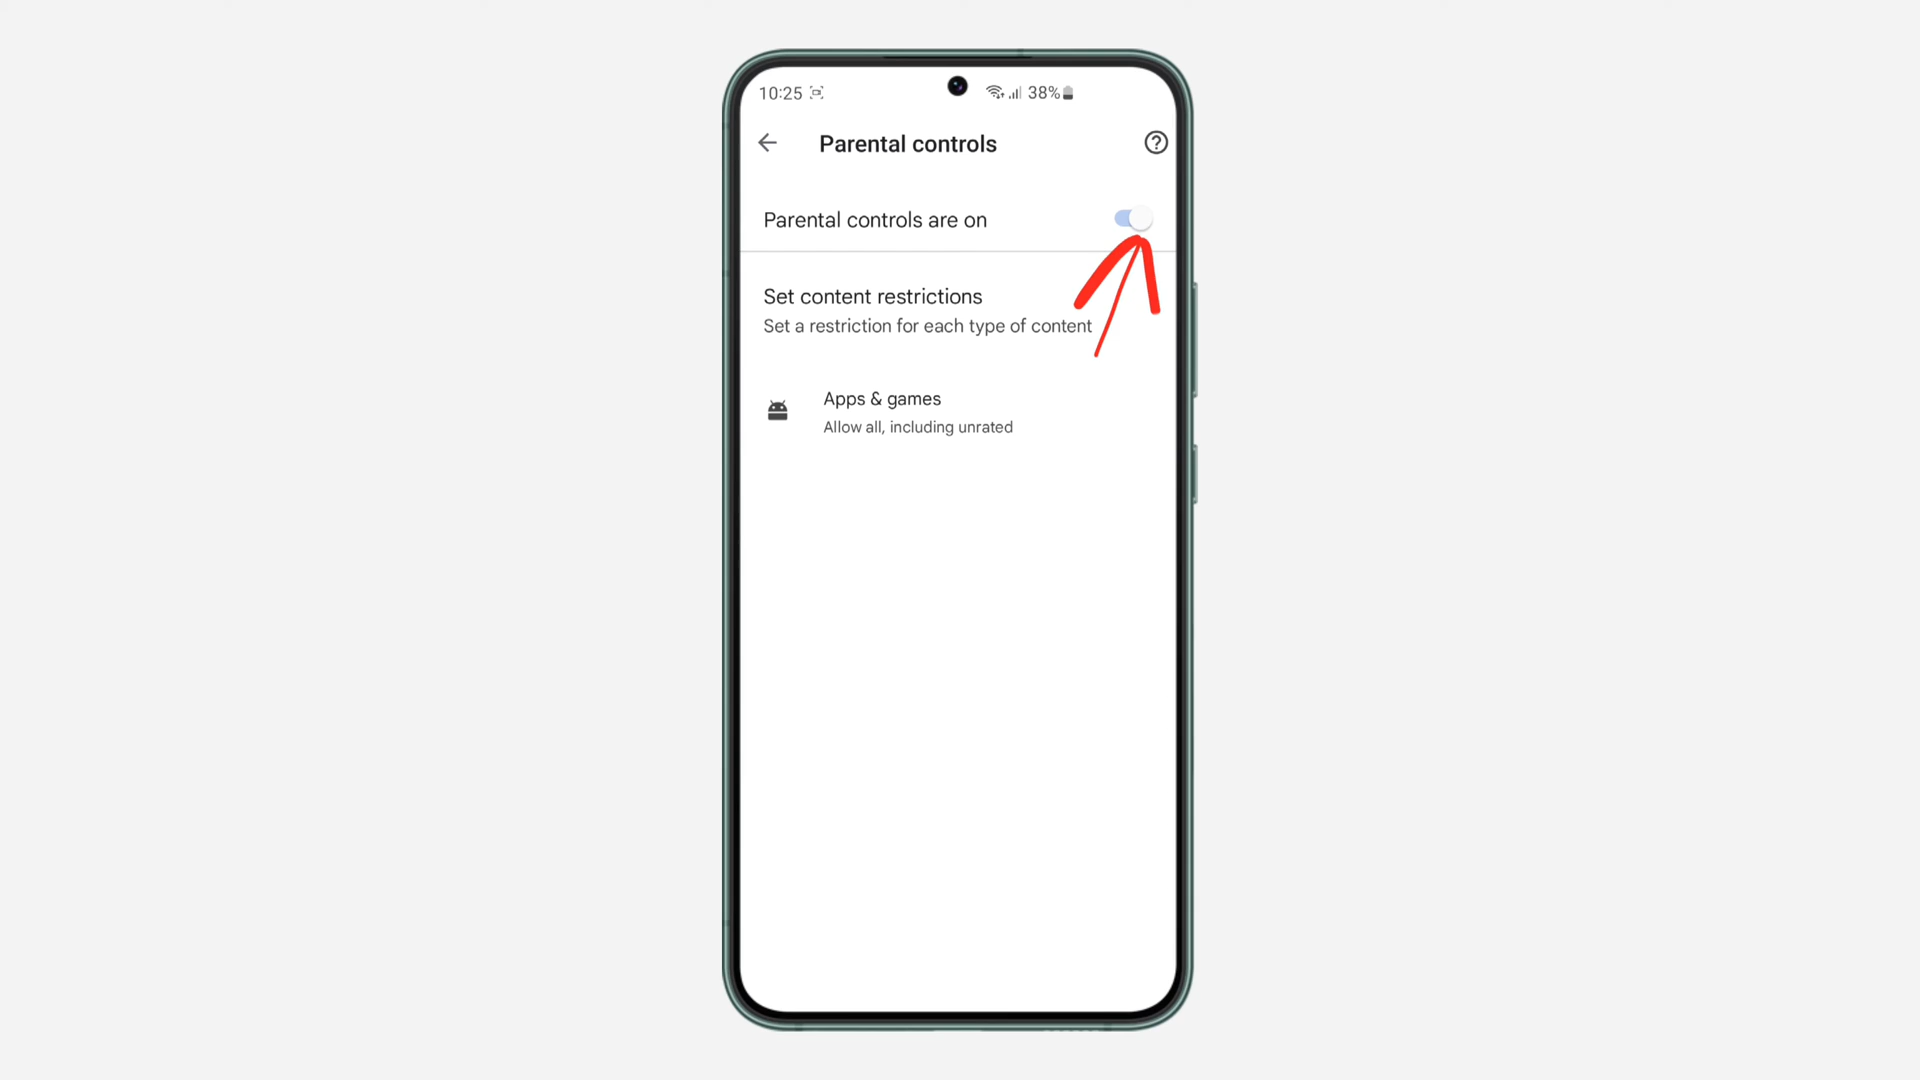 10:25 38%
Parental controls
Parental controls are on
Set content restrictions
Set a restriction for each type of content
Apps & games
Allow all, including unrated